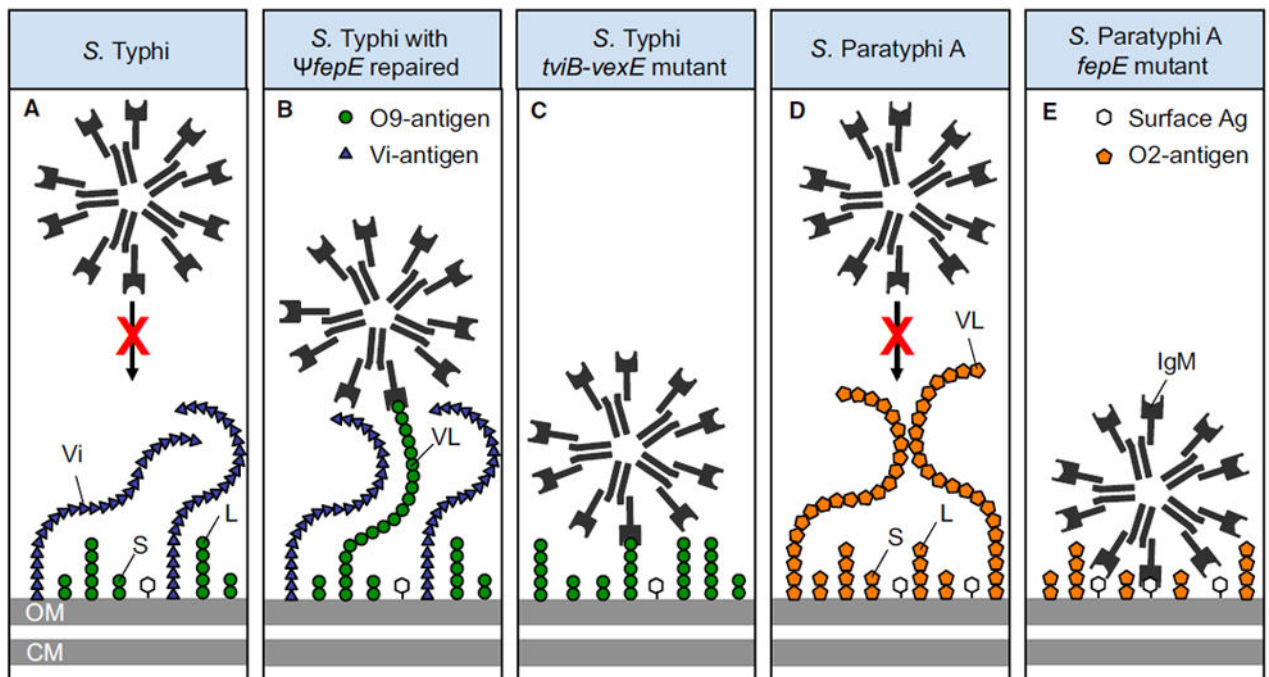 S. Typhi
S. Typhi with
ΨfepE repaired
S. Typhi
tviB-vexE mutant
S. Paratyphi A
S. Paratyphi A
fepE mutant
A
Vi
S
L
OM
CM
B
O9-antigen
Vi-antigen
VL
C
D
X
VL
L
S
E
Surface Ag
O2-antigen
IgM